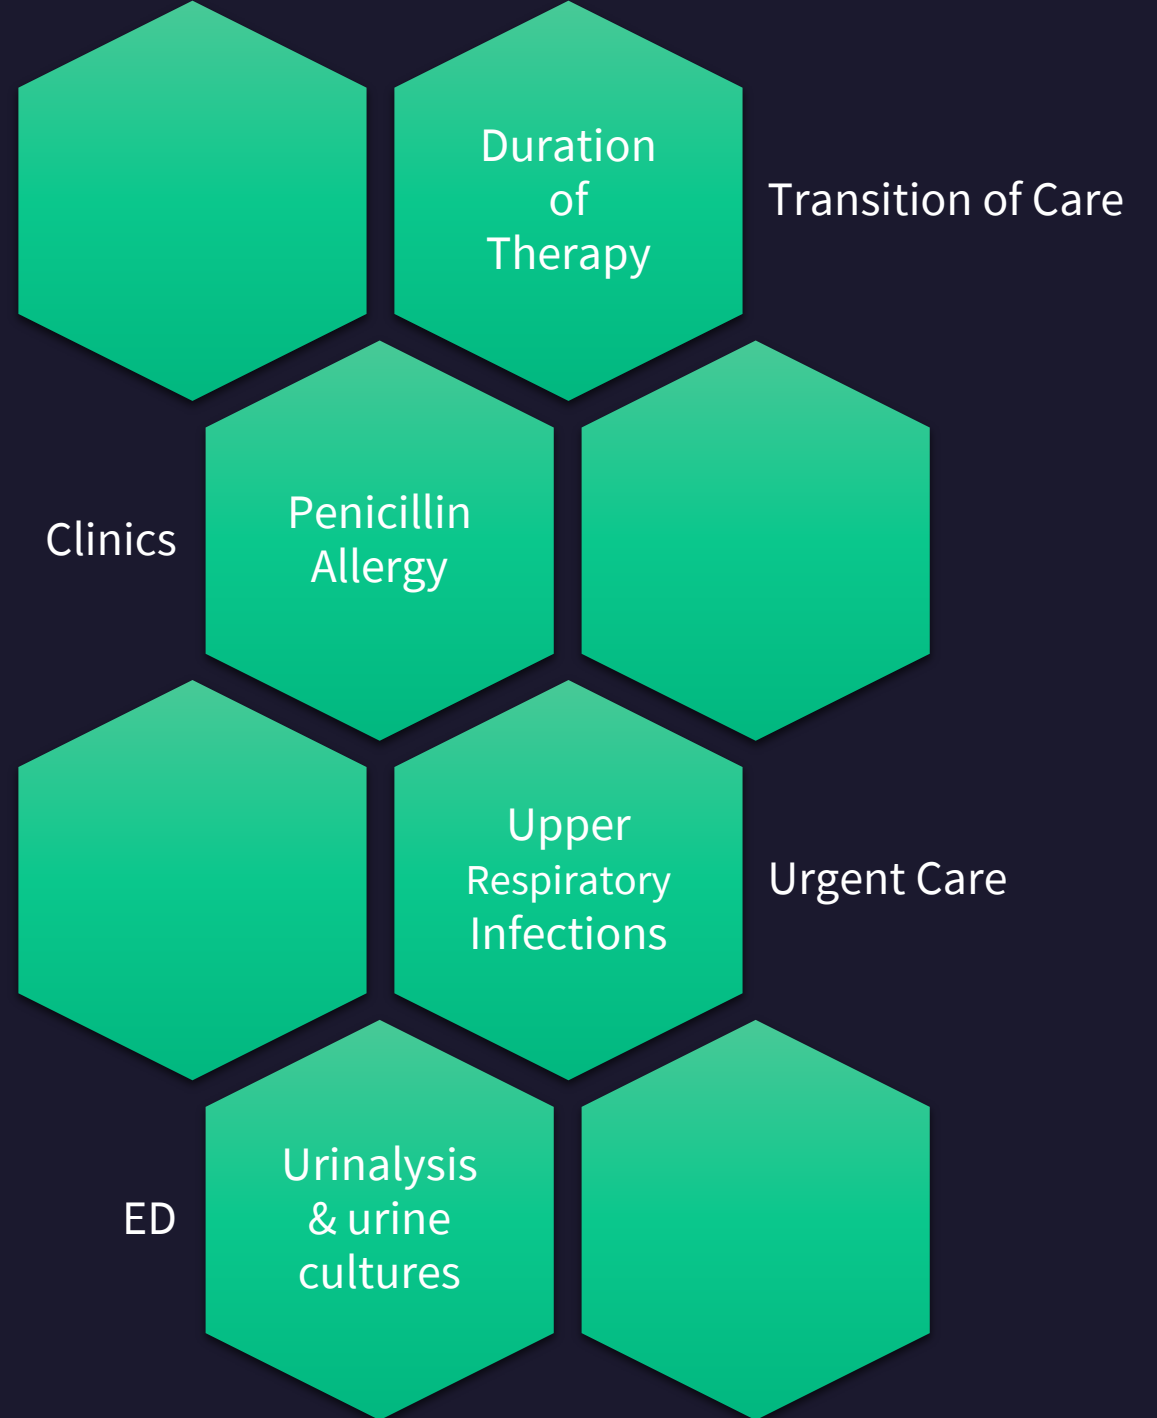 Duration
of
Therapy
Transition of Care
Clinics
Penicillin
Allergy
Upper
Respiratory
Infections
Urgent Care
ED
Urinalysis
& urine
cultures